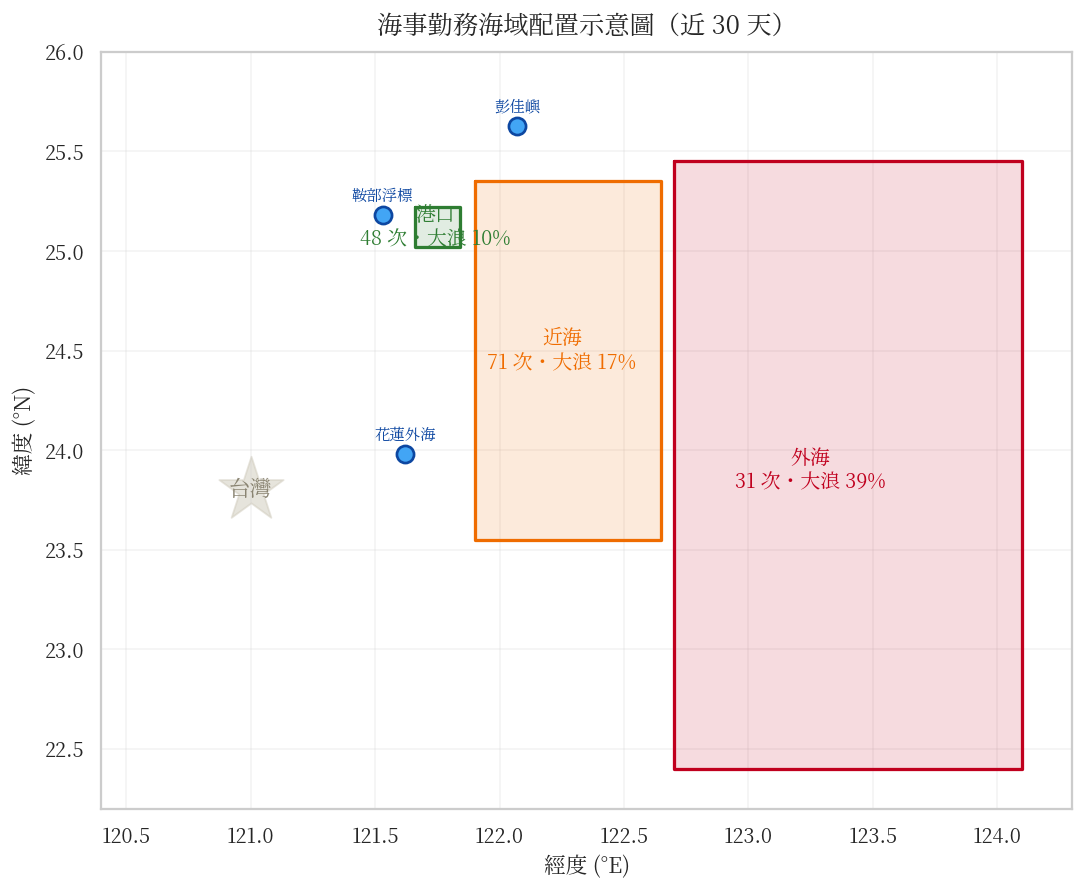 海事勤務海域配置示意圖（近 30 天）
26.0
25.5
25.0
24.5
24.0
23.5
23.0
22.5
緯度 (°N)
彭佳嶼
鞍部浮標
港口
48 次・大浪 10%
近海
71 次・大浪 17%
花蓮外海
台灣
外海
31 次・大浪 39%
120.5
121.0
121.5
122.0
122.5
123.0
123.5
124.0
經度 (°E)